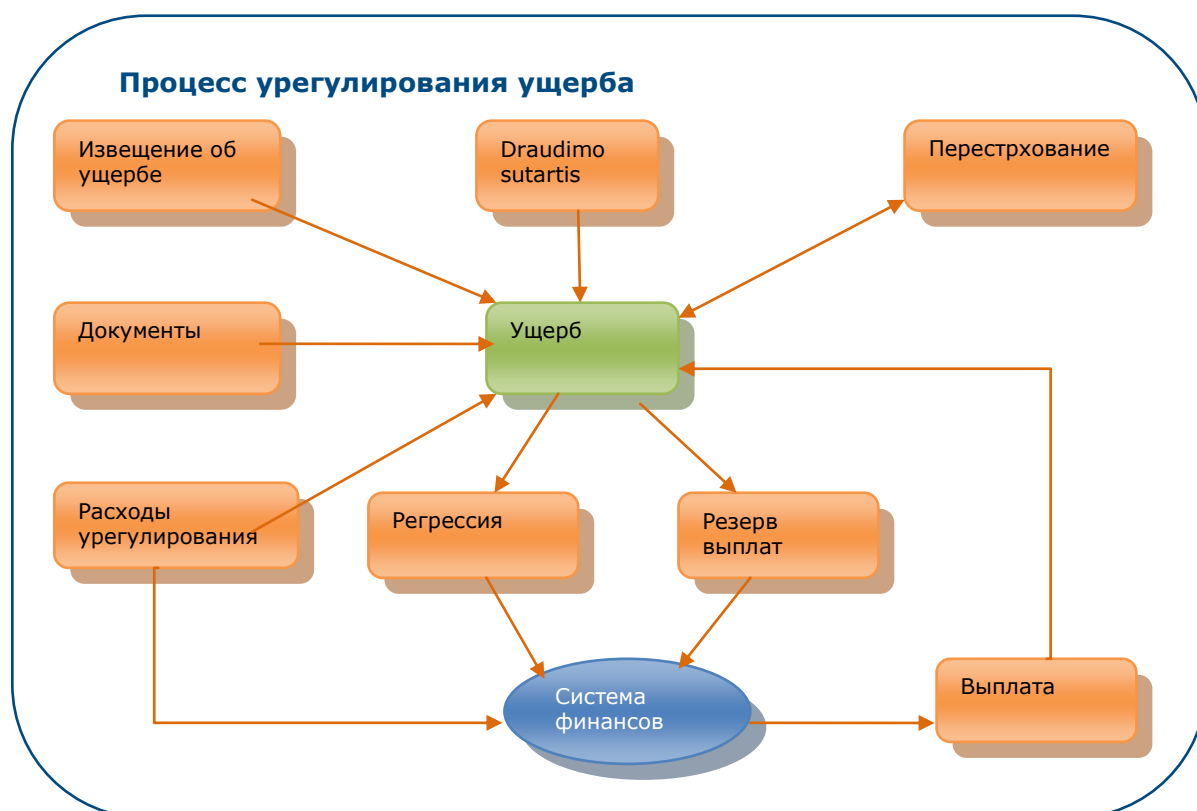 Процесс урегулирования ущерба
Извещение об
ущербе
Draudimo
sutartis
Перестрхование
Документы
Ущерб
Расходы
урегулирования
Регрессия
Резерв
выплат
Система
финансов
Выплата